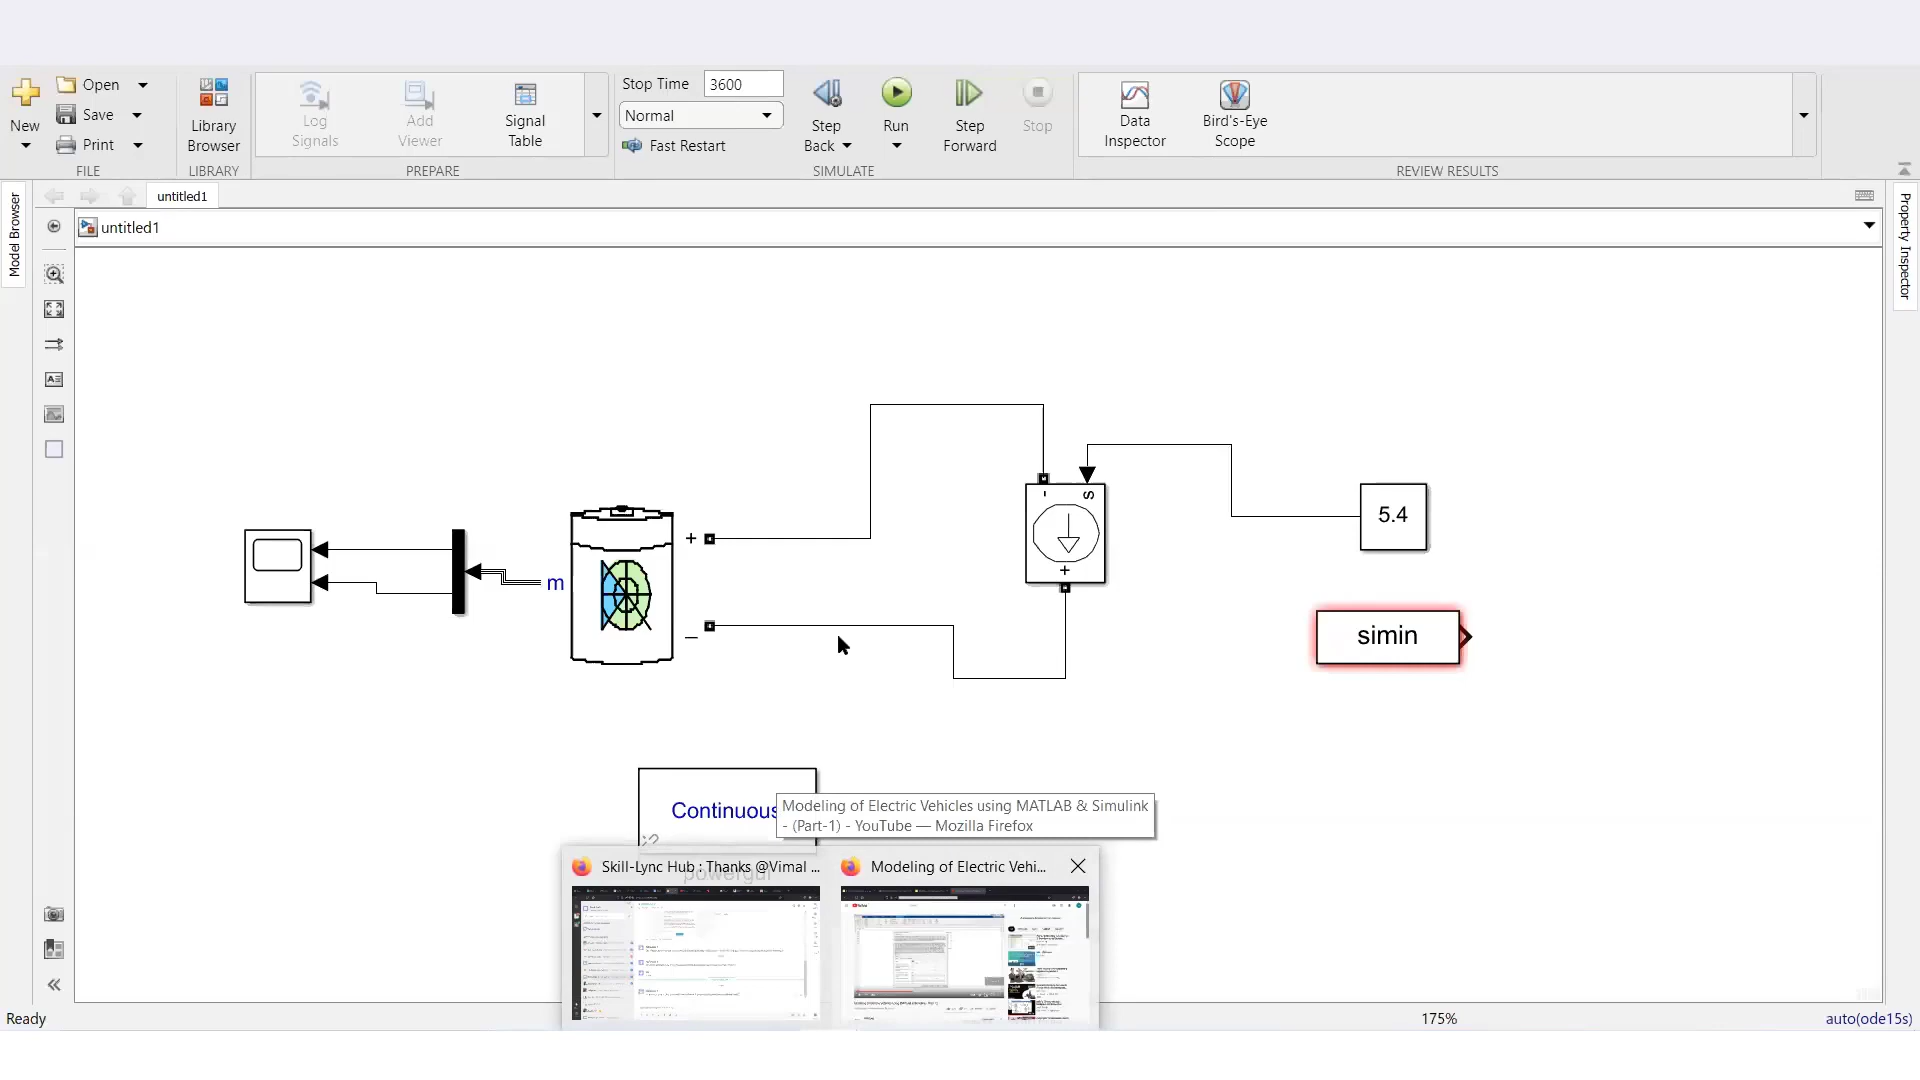 New
Open
Save
Print
FILE
Library
Browser
LIBRARY
Log
Signals
Add
Viewer
Signal
Table
PREPARE
Stop Time
3600
Normal
Fast Restart
Step
Back
Run
Step
Forward
Stop
SIMULATE
Data
Inspector
Bird's-Eye
Scope
REVIEW RESULTS
Model Browser
untitled1
untitled1
Property Inspector
-
s
+
5.4
+
m
_
simin
Continuous
powergui
Modeling of Electric Vehicles using MATLAB & Simulink
- (Part-1) - YouTube — Mozilla Firefox
Skill-Lync Hub : Thanks @Vimal ...
Modeling of Electric Vehi...
Ready
175%
auto(ode15s)